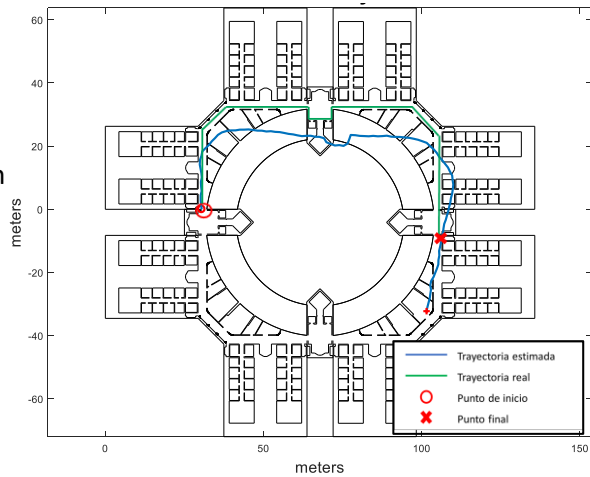 60
40
20
0
-20
-40
-60
meters
0
50
100
150
meters
Trayectoria estimada
Trayectoria real
Punto de inicio
Punto final